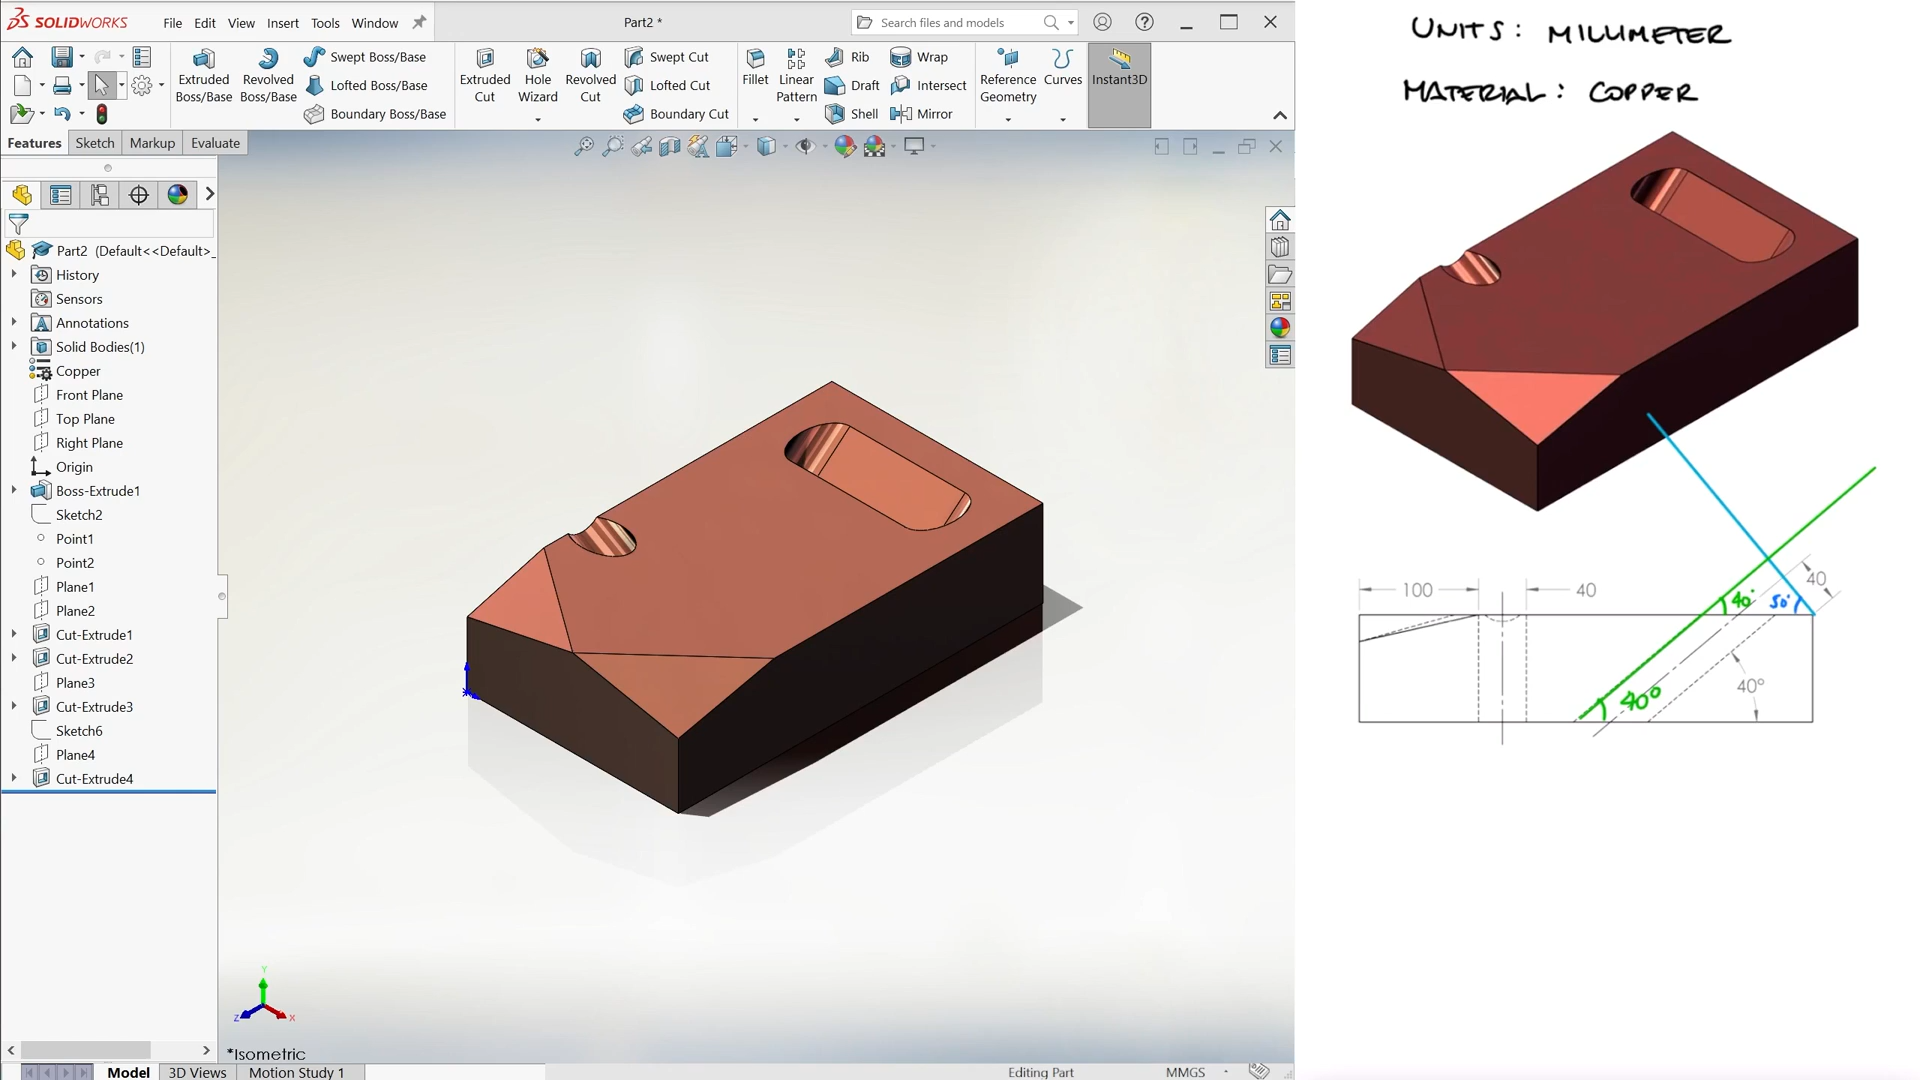 SOLIDWORKS
File Edit View Insert Tools Window
Part2 *
Search files and models
Extruded Boss/Base
Revolved Boss/Base
Swept Boss/Base
Lofted Boss/Base
Boundary Boss/Base
Extruded Cut
Hole Wizard
Revolved Cut
Swept Cut
Lofted Cut
Boundary Cut
Fillet
Linear Pattern
Rib
Draft
Shell
Wrap
Intersect
Mirror
Reference Geometry
Curves
Instant3D
Features Sketch Markup Evaluate
Part2 (Default<<Default>_
History
Sensors
Annotations
Solid Bodies(1)
Copper
Front Plane
Top Plane
Right Plane
Origin
Boss-Extrude1
Sketch2
Point1
Point2
Plane1
Plane2
Cut-Extrude1
Cut-Extrude2
Plane3
Cut-Extrude3
Sketch6
Plane4
Cut-Extrude4
Y
Z X
*Isometric
Model 3D Views Motion Study 1
Editing Part MMGS
UNITS: MILLIMETER
MATERIAL: COPPER
100 40 40
40° 50°
40° 40°